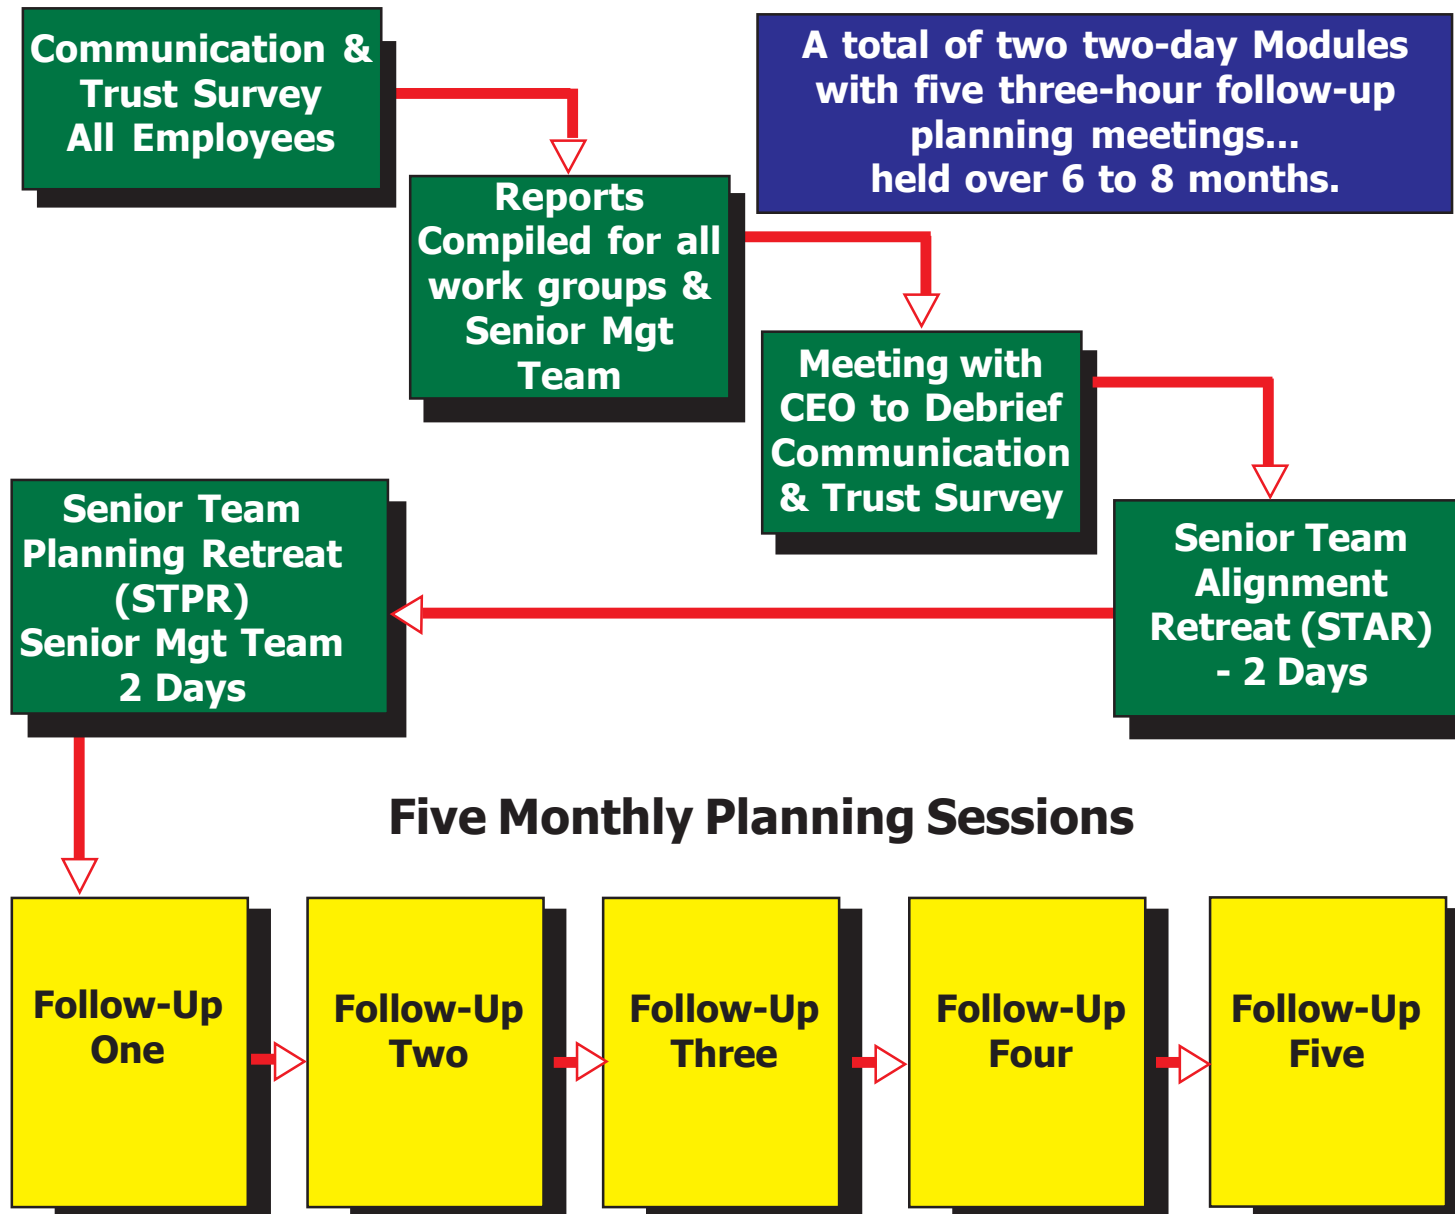 Communication &
Trust Survey
All Employees
A total of two two-day Modules
with five three-hour follow-up
planning meetings...
held over 6 to 8 months.
Reports
Compiled for all
work groups &
Senior Mgt
Team
Meeting with
CEO to Debrief
Communication
& Trust Survey
Senior Team
Alignment
Retreat (STAR)
- 2 Days
Senior Team
Planning Retreat
(STPR)
Senior Mgt Team
2 Days
Five Monthly Planning Sessions
Follow-Up
One
Follow-Up
Two
Follow-Up
Three
Follow-Up
Four
Follow-Up
Five